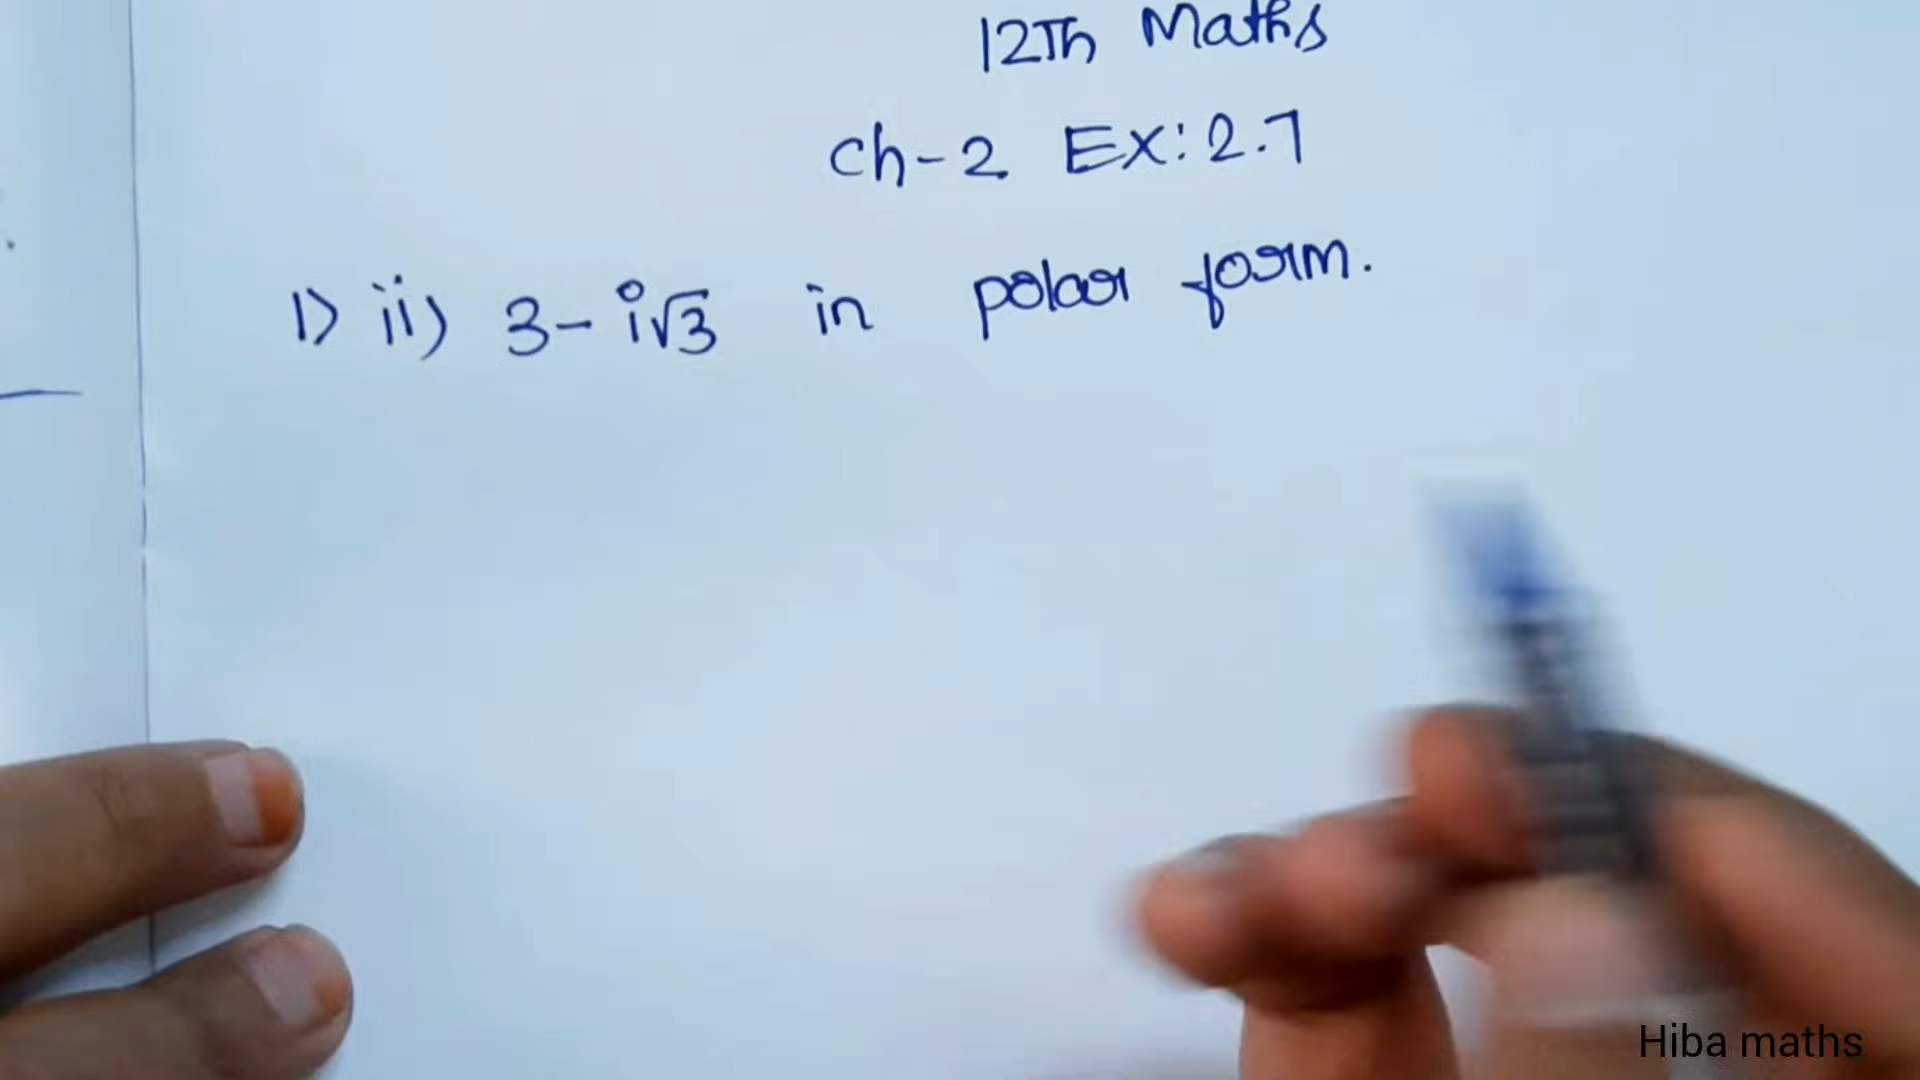 12Th Maths
Ch-2 Ex: 2.7
1) ii) 3-i√3 in polar form.
Hiba maths